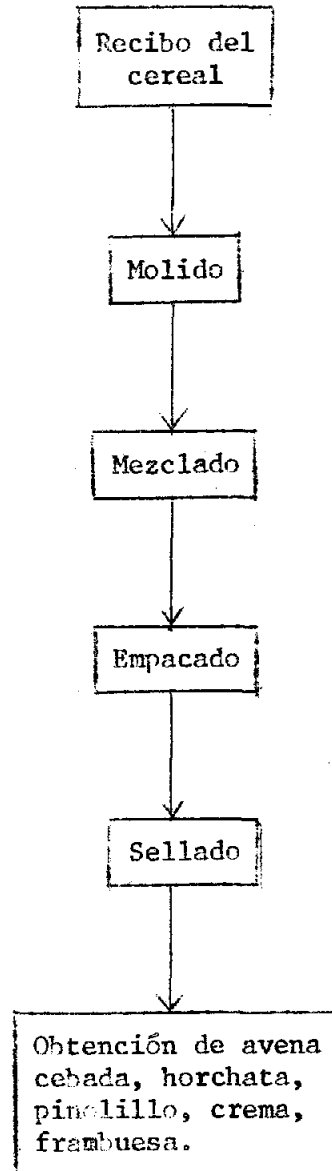 Recibo del
cereal
Molido
Mezclado
Empacado
Sellado
Obtención de avena
cebada, horchata,
pinolillo, crema,
frambuesa.